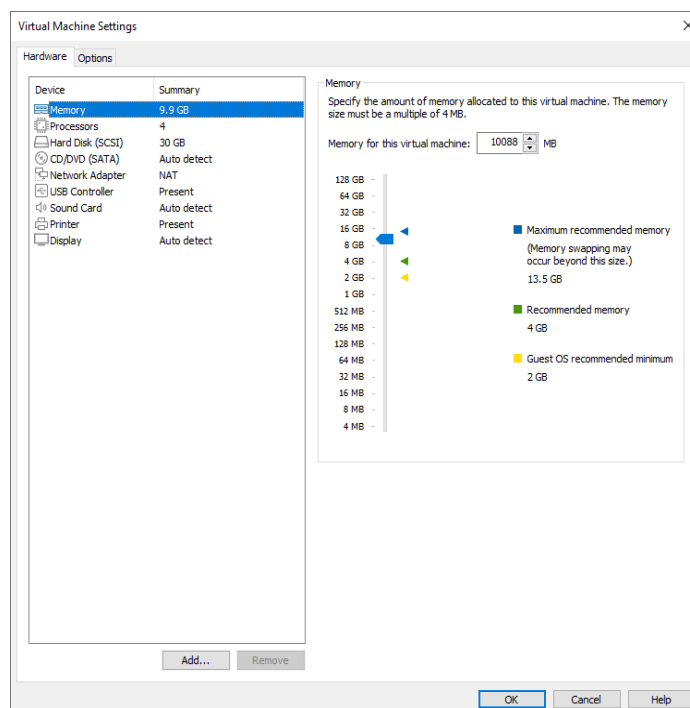 Virtual Machine Settings
Hardware
Options
Device Summary
Memory 9.9 GB
Processors 4
Hard Disk (SCSI) 30 GB
CD/DVD (SATA) Auto detect
Network Adapter NAT
USB Controller Present
Sound Card Auto detect
Printer Present
Display Auto detect
Add...
Remove
Memory
Specify the amount of memory allocated to this virtual machine. The memory
size must be a multiple of 4 MB.
Memory for this virtual machine: 10088 MB
128 GB
64 GB
32 GB
16 GB
8 GB
4 GB
2 GB
1 GB
512 MB
256 MB
128 MB
64 MB
32 MB
16 MB
8 MB
4 MB
Maximum recommended memory
(Memory swapping may
occur beyond this size.)
13.5 GB
Recommended memory
4 GB
Guest OS recommended minimum
2 GB
OK
Cancel
Help